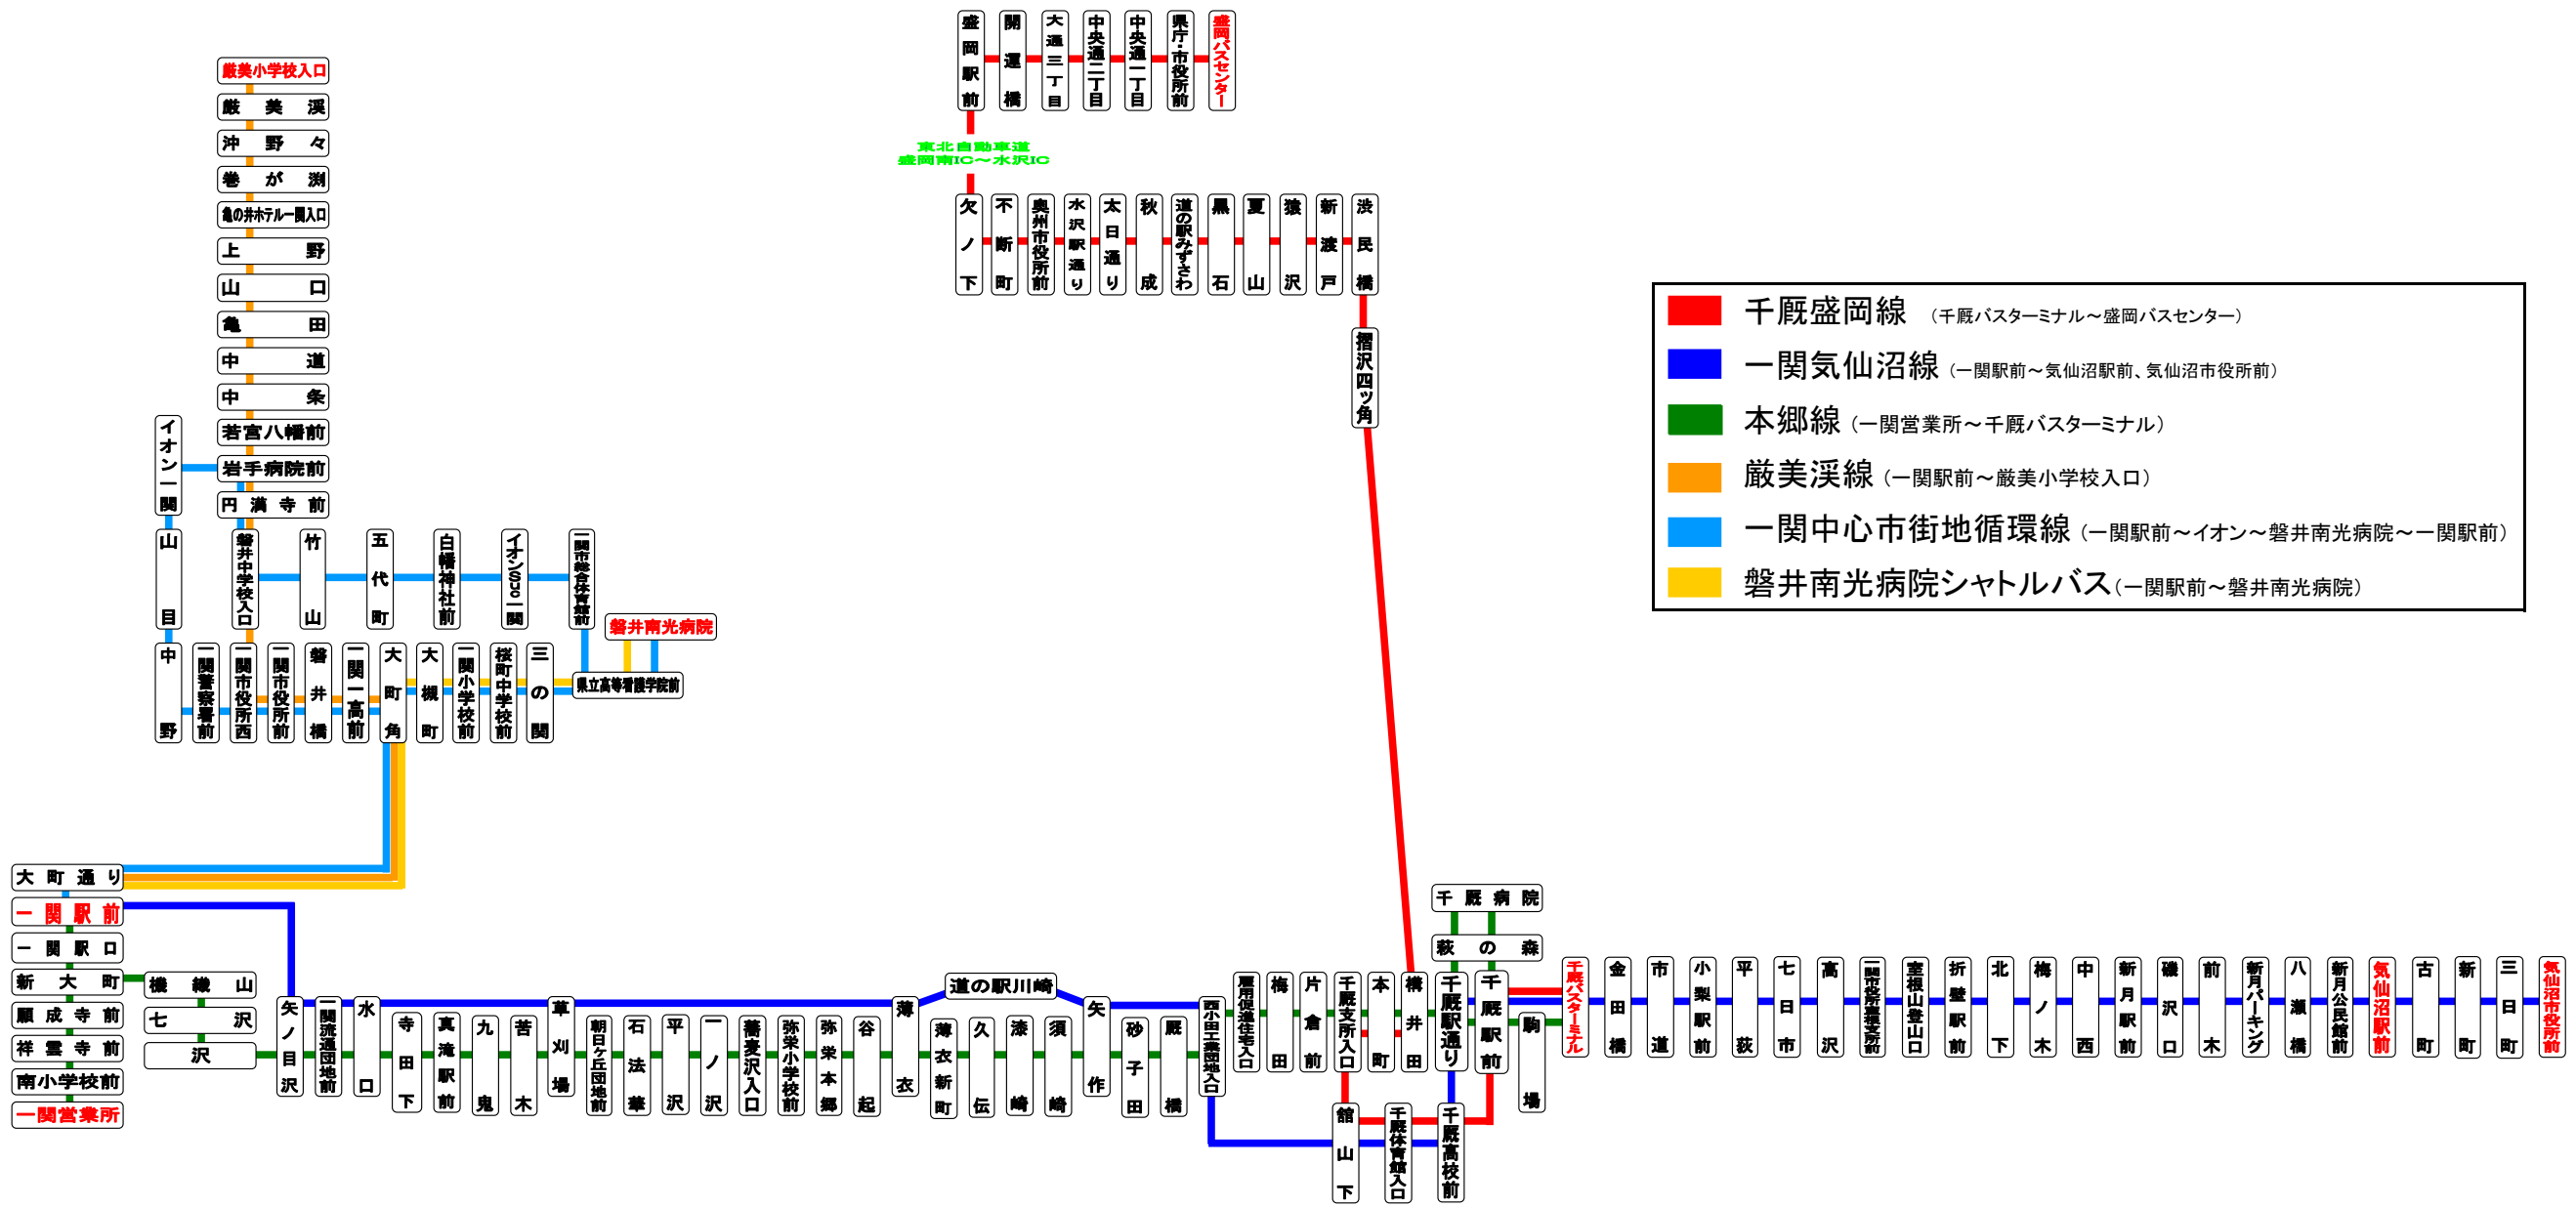 盛岡駅前
開運橋
大通三丁目
中央通二丁目
中央通一丁目
県庁・市役所前
盛岡バスセンター
東北自動車道
盛岡南IC～水沢IC
欠ノ下
不断町
奥州市役所前
水沢駅通り
太日通り
秋成
道の駅みずさわ
黒石
夏山
猿沢
新渡戸
渋民橋
摺沢四ッ角
厳美小学校入口
厳美渓
沖野々
巻が渕
亀の井ホテル一関入口
上野
山口
亀田
中道
中条
若宮八幡前
岩手病院前
円満寺前
イオン一関
山目
磐井中学校入口
竹山
五代町
白幡神社前
イオンSuc一関
一関市総合体育館前
磐井南光病院
県立高等看護学院前
中野
一関警察署前
一関市役所西
一関市役所前
磐井橋
一関一高前
大町角
大槻町
一関小学校前
桜町中学校前
三の関
千厩盛岡線 （千厩バスターミナル～盛岡バスセンター）
一関気仙沼線（一関駅前～気仙沼駅前、気仙沼市役所前）
本郷線（一関営業所～千厩バスターミナル）
厳美渓線（一関駅前～厳美小学校入口）
一関中心市街地循環線（一関駅前～イオン～磐井南光病院～一関駅前）
磐井南光病院シャトルバス（一関駅前～磐井南光病院）
大町通り
一関駅前
一関駅口
新大町
願成寺前
祥雲寺前
南小学校前
一関営業所
機織山
七沢
沢
矢ノ目沢
一関流通団地前
水口
寺田下
真滝駅前
九鬼
苦木
草刈場
朝日ヶ丘団地前
石法華
平沢
一ノ沢
蕎麦沢入口
弥栄小学校前
弥栄本郷
谷起
薄衣
薄衣新町
久伝
漆崎
須崎
道の駅川崎
矢作
砂子田
厩橋
西小田工業団地入口
雇用促進住宅入口
梅田
片倉前
千厩支所入口
本町
構井田
千厩駅通り
千厩駅前
千厩病院
萩の森
駒場
舘山下
千厩体育館入口
千厩高校前
千厩バスターミナル
金田橋
市道
小梨駅前
平萩
七日市
高沢
一関市役所室根支所前
室根山登山口
折壁駅前
北下
梅ノ木
中西
新月駅前
磯沢口
前木
新月パーキング
八瀬橋
新月公民館前
気仙沼駅前
古町
新町
三日町
気仙沼市役所前